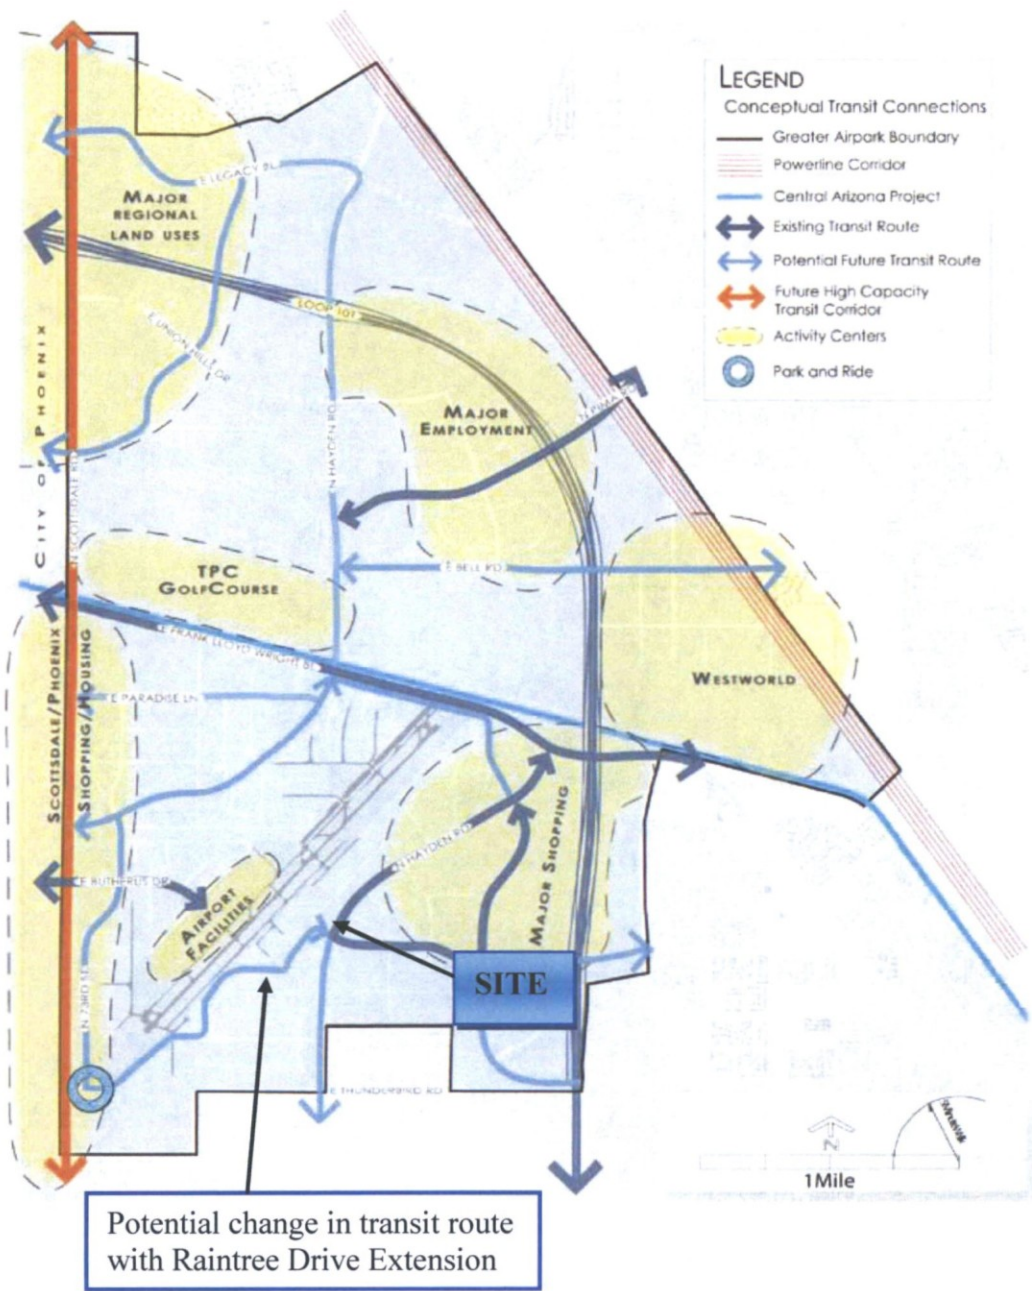 LEGEND
Conceptual Transit Connections
Greater Airpark Boundary
Powerline Corridor
Central Arizona Project
Existing Transit Route
Potential Future Transit Route
Future High Capacity
Transit Corridor
Activity Centers
Park and Ride
E LEGACY BL
MAJOR
REGIONAL
LAND USES
LOOP 101
E UNION HILLS DR
CITY OF PHOENIX
N SCOTTSDALE RD
N HAYDEN RD
MAJOR
EMPLOYMENT
N PIMA RD
TPC
GOLFCOURSE
E BELL RD
E FRANK LLOYD WRIGHT BL
WESTWORLD
SCOTTSDALE/PHOENIX
SHOPPING/HOUSING
E PARADISE LN
N HAYDEN RD
MAJOR SHOPPING
E BUTHERUS DR
AIRPORT
FACILITIES
SITE
N 73RD ST
E THUNDERBIRD RD
N
1Mile
Potential change in transit route
with Raintree Drive Extension